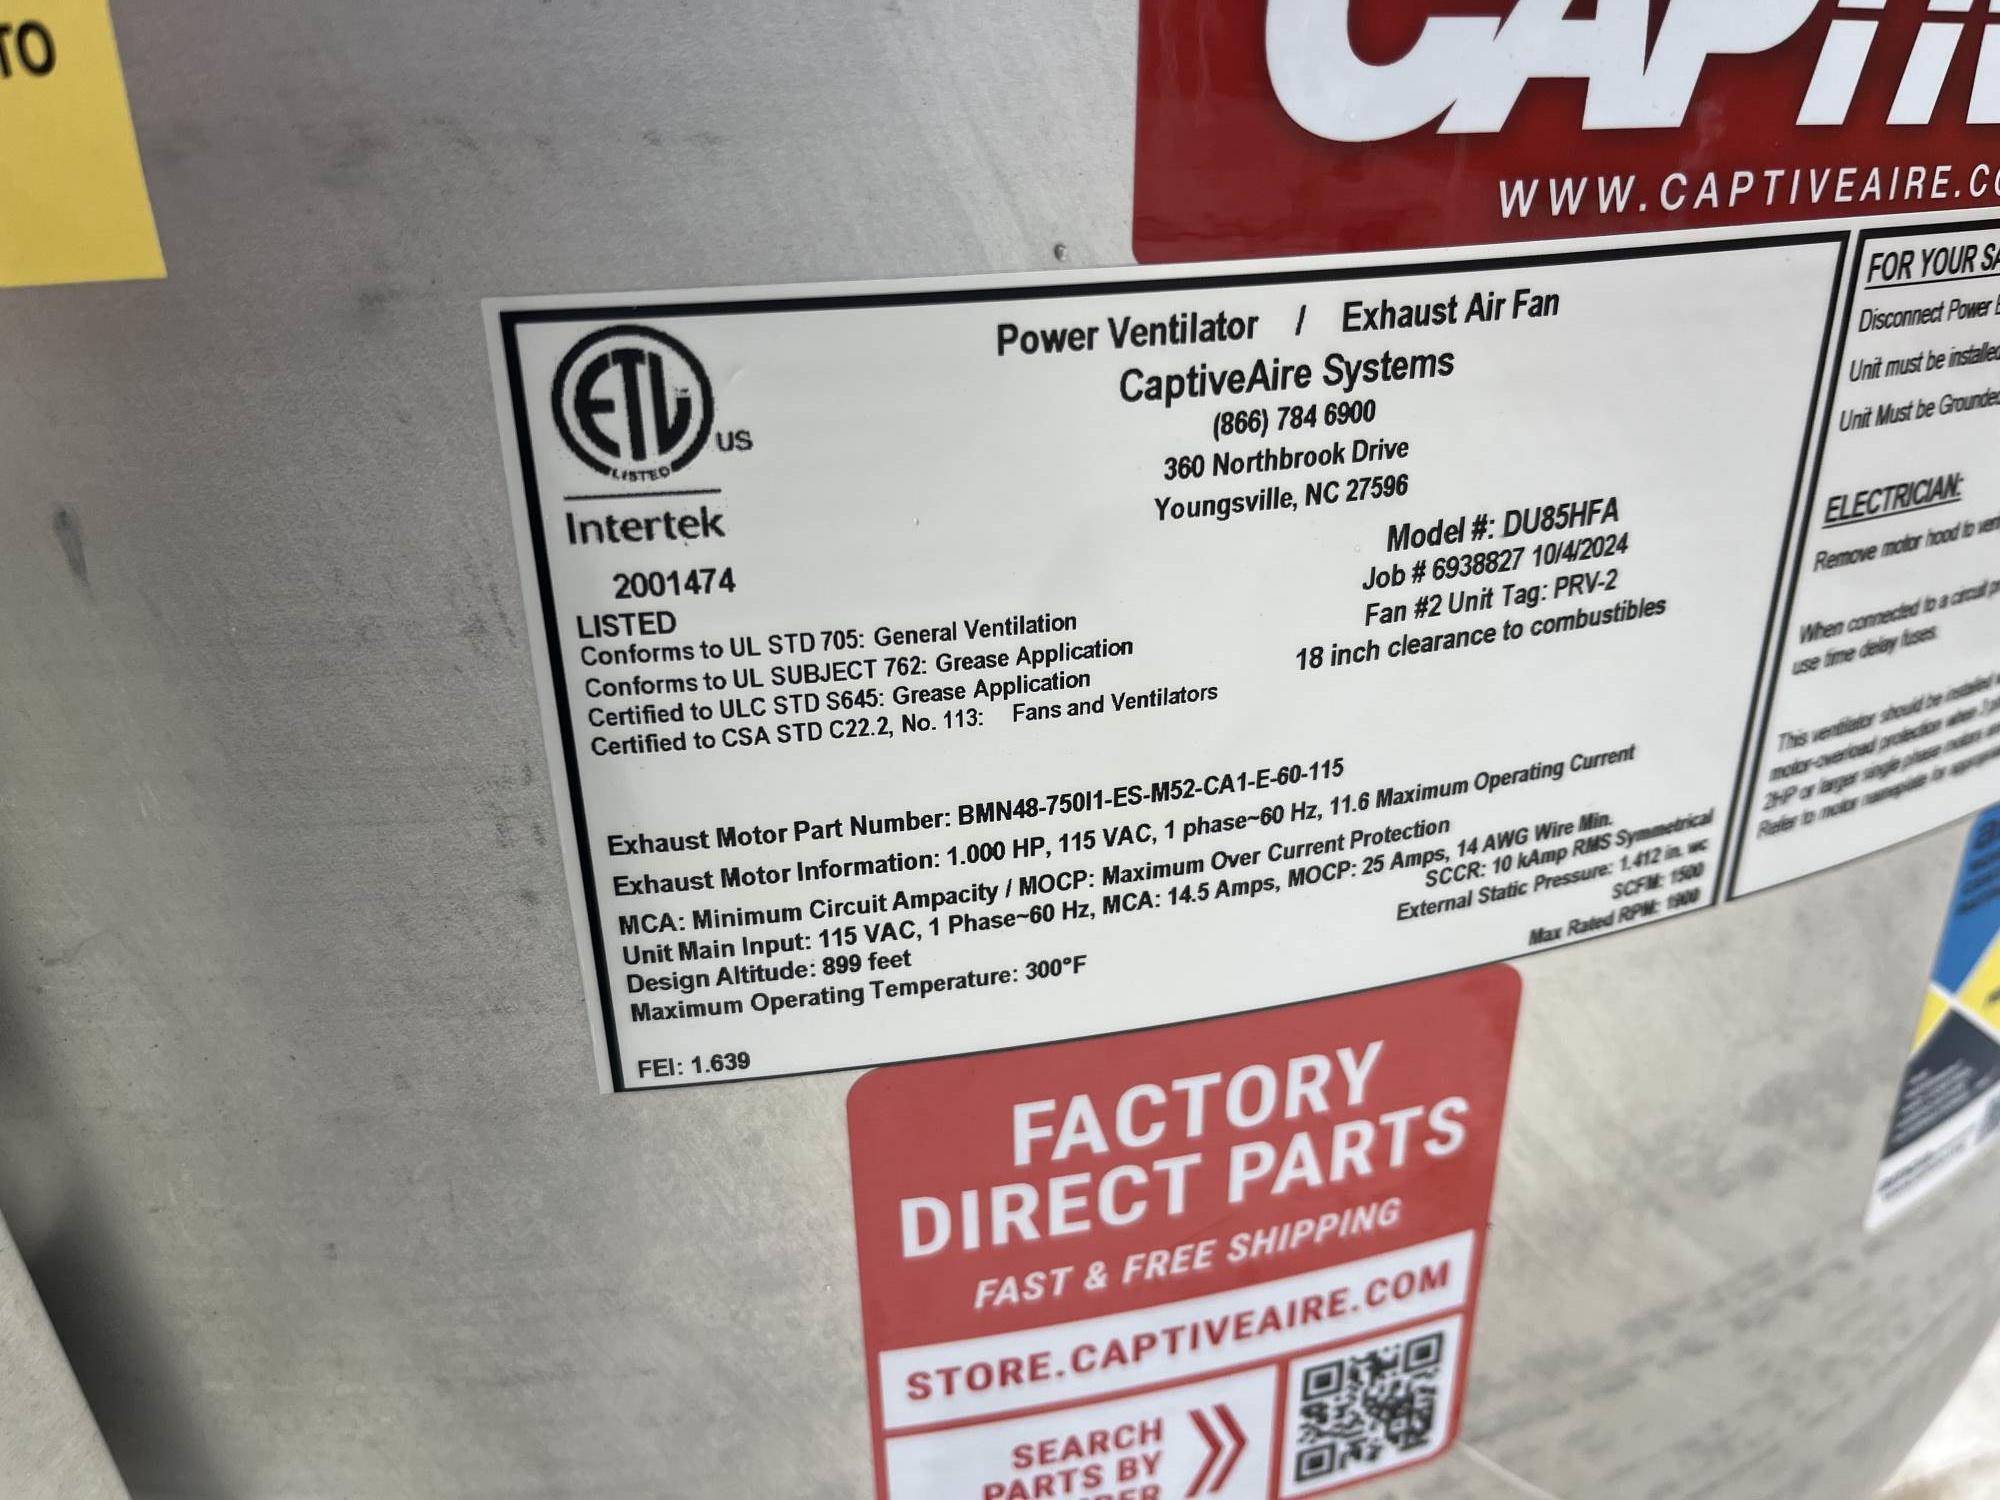 TO
WWW.CAPTIVEAIRE.CO
Power Ventilator / Exhaust Air Fan
CaptiveAire Systems
(866) 784 6900
360 Northbrook Drive
Youngsville, NC 27596
ETL
LISTED
US
Intertek
2001474
LISTED
Conforms to UL STD 705: General Ventilation
Conforms to UL SUBJECT 762: Grease Application
Certified to ULC STD S645: Grease Application
Certified to CSA STD C22.2, No. 113: Fans and Ventilators
Model #: DU85HFA
Job # 6938827 10/4/2024
Fan #2 Unit Tag: PRV-2
18 inch clearance to combustibles
Exhaust Motor Part Number: BMN48-750I1-ES-M52-CA1-E-60-115
Exhaust Motor Information: 1.000 HP, 115 VAC, 1 phase~60 Hz, 11.6 Maximum Operating Current
MCA: Minimum Circuit Ampacity / MOCP: Maximum Over Current Protection
Unit Main Input: 115 VAC, 1 Phase~60 Hz, MCA: 14.5 Amps, MOCP: 25 Amps, 14 AWG Wire Min.
SCCR: 10 kAmp RMS Symmetrical
Design Altitude: 899 feet
External Static Pressure: 1.412 in. wc
Maximum Operating Temperature: 300°F
SCFM: 1500
Max Rated RPM: 1900
FEI: 1.639
FOR YOUR SA
Disconnect Power
Unit must be installed
Unit Must be Grounded
ELECTRICIAN:
Remove motor hood to
When connected to a circuit
use time delay fuses.
This ventilator should be installed
motor-overload protection when
2HP or larger single phase motors
Refer to motor nameplate for
FACTORY
DIRECT PARTS
FAST & FREE SHIPPING
STORE.CAPTIVEAIRE.COM
SEARCH
PARTS BY